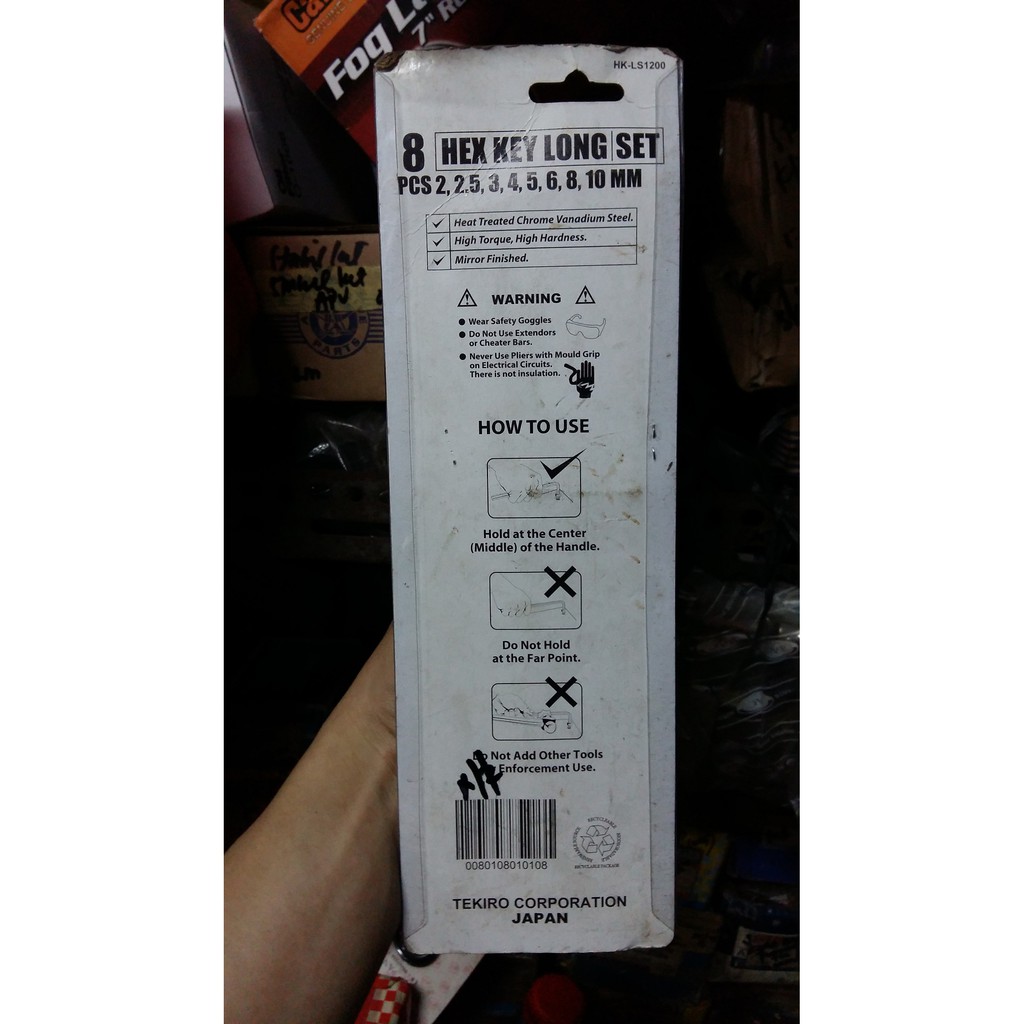 Fog L
7" R
HK-LS1200
8 HEX KEY LONG SET
PCS 2, 2.5, 3, 4, 5, 6, 8, 10 MM
Heat Treated Chrome Vanadium Steel.
High Torque, High Hardness.
Mirror Finished.
WARNING
Wear Safety Goggles
Do Not Use Extendors
or Cheater Bars.
Never Use Pliers with Mould Grip
on Electrical Circuits.
There is not insulation.
PARTS
HOW TO USE
Hold at the Center
(Middle) of the Handle.
Do Not Hold
at the Far Point.
Do Not Add Other Tools
Enforcement Use.
0080108010108
RECYCLABLE
TEKIRO CORPORATION
JAPAN